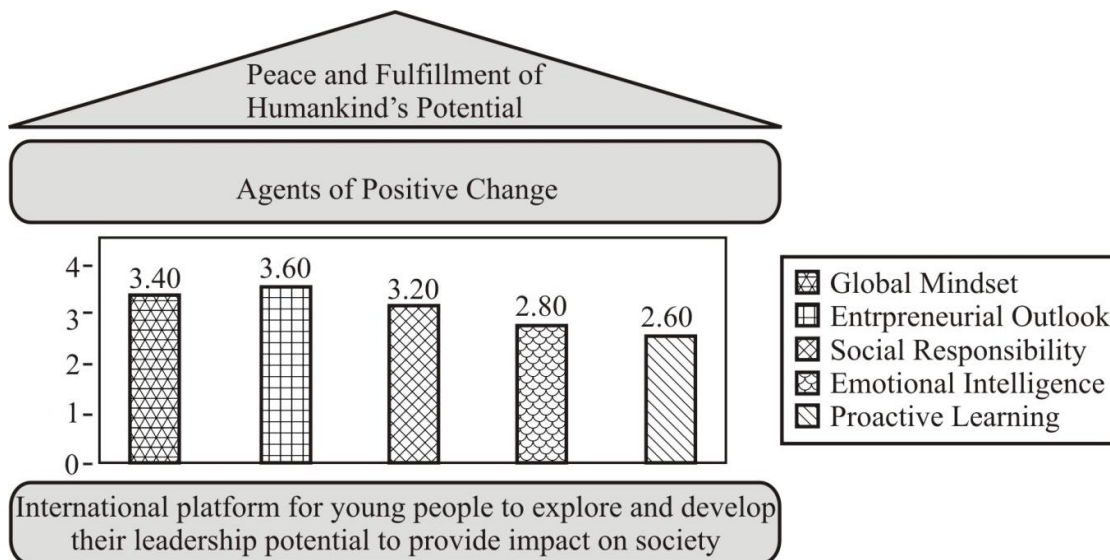 Peace and Fulfillment of
Humankind's Potential
Agents of Positive Change
4
3
2
1
0
3.40
3.60
3.20
2.80
2.60
Global Mindset
Entrpreneurial Outlook
Social Responsibility
Emotional Intelligence
Proactive Learning
International platform for young people to explore and develop
their leadership potential to provide impact on society